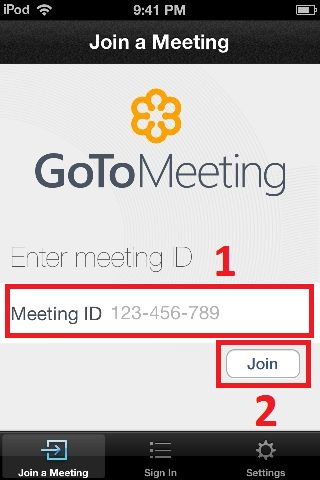 iPod 9:41 PM
Join a Meeting
GoToMeeting
Enter meeting ID 1
Meeting ID 123-456-789
Join
2
Join a Meeting Sign In Settings